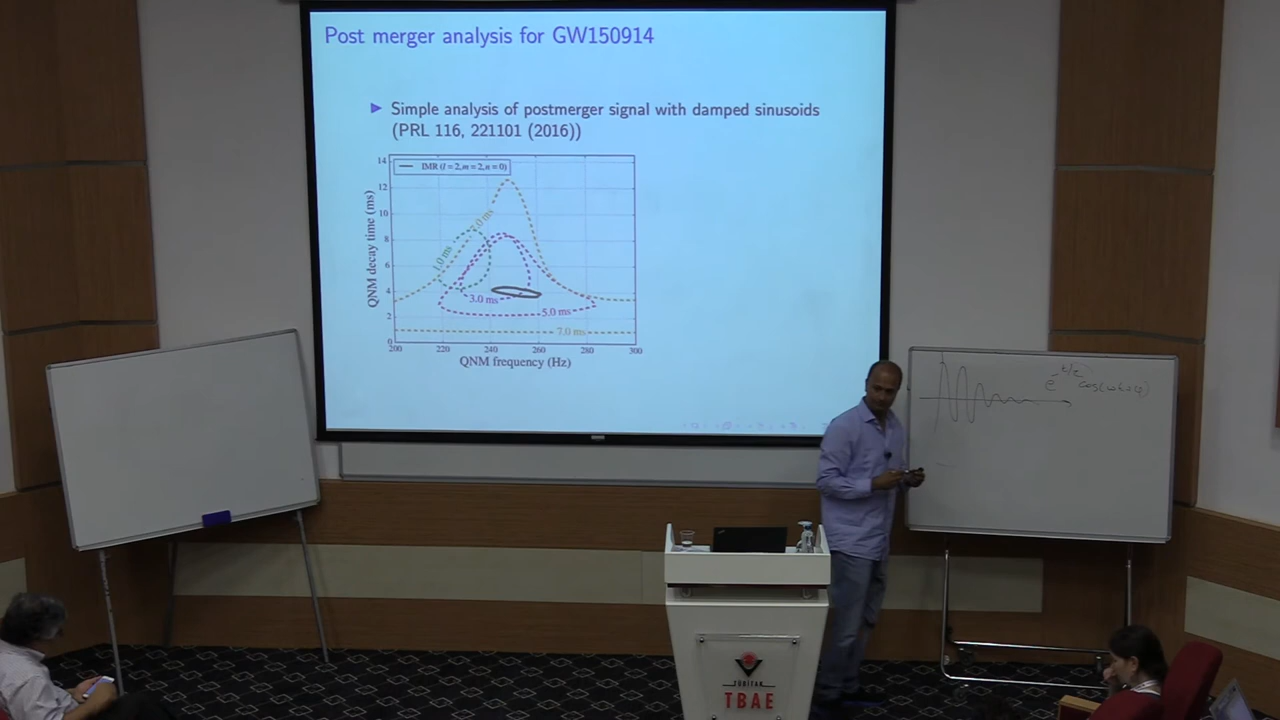 Post merger analysis for GW150914
Simple analysis of postmerger signal with damped sinusoids
(PRL 116, 221101 (2016))
IMR (l = 2, m = 2, n = 0)
QNM decay time (ms)
14
12
10
8
6
4
2
0
1.0 ms
3.0 ms
5.0 ms
7.0 ms
200
220
240
260
280
300
QNM frequency (Hz)
e
-t/τ
cos(ωt+φ)
TÜBİTAK
TBAE